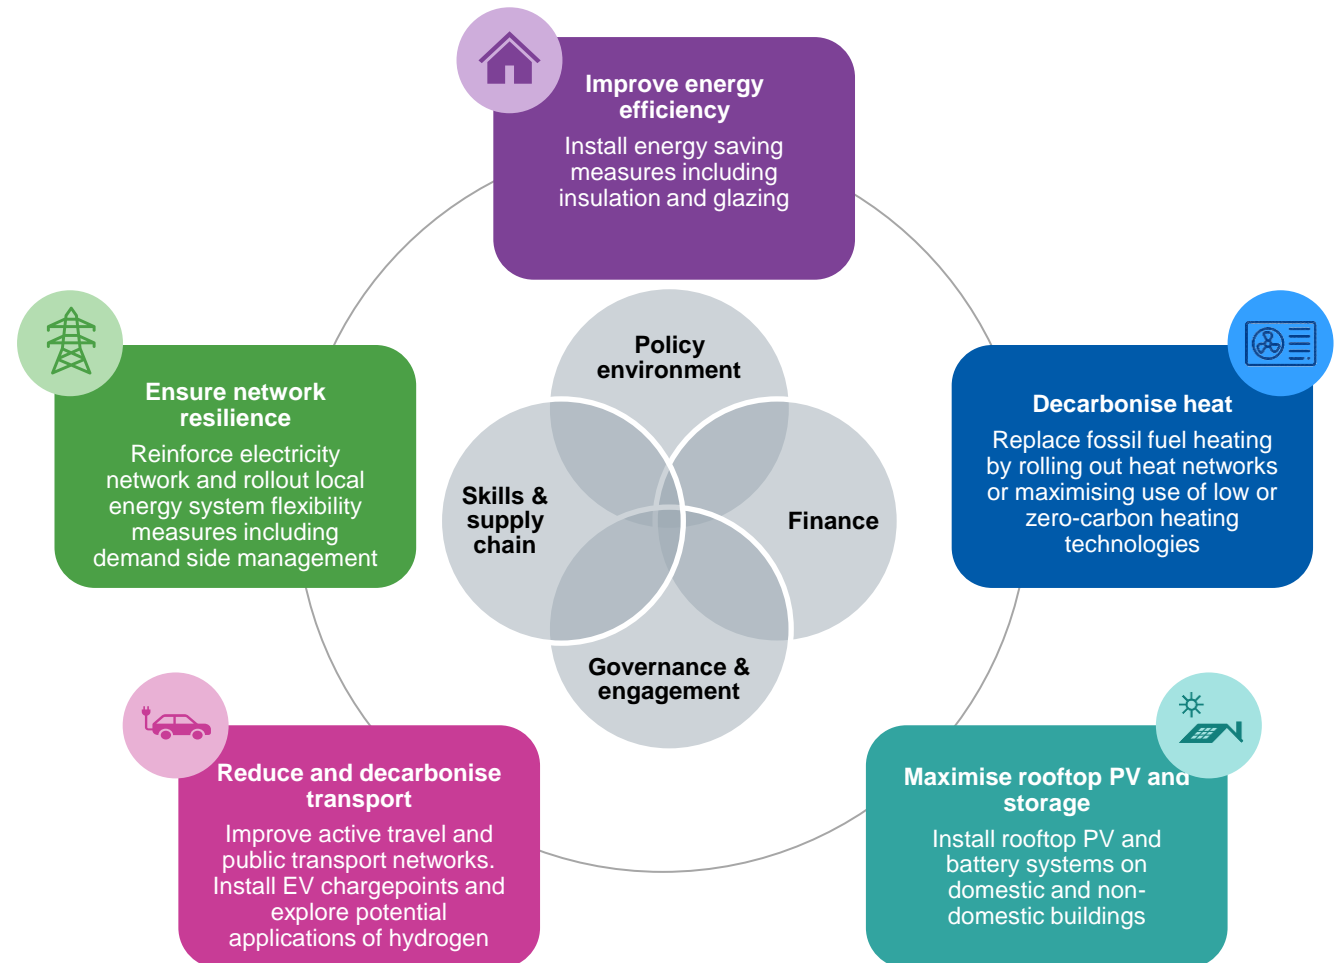 Improve energy
efficiency
Install energy saving
measures including
insulation and glazing
Policy
environment
Ensure network
resilience
Reinforce electricity
network and rollout local
energy system flexibility
measures including
demand side management
Skills &
supply
chain
Finance
Decarbonise heat
Replace fossil fuel heating
by rolling out heat networks
or maximising use of low or
zero-carbon heating
technologies
Governance &
engagement
Reduce and decarbonise
transport
Improve active travel and
public transport networks.
Install EV chargepoints and
explore potential
applications of hydrogen
Maximise rooftop PV and
storage
Install rooftop PV and
battery systems on
domestic and non-
domestic buildings